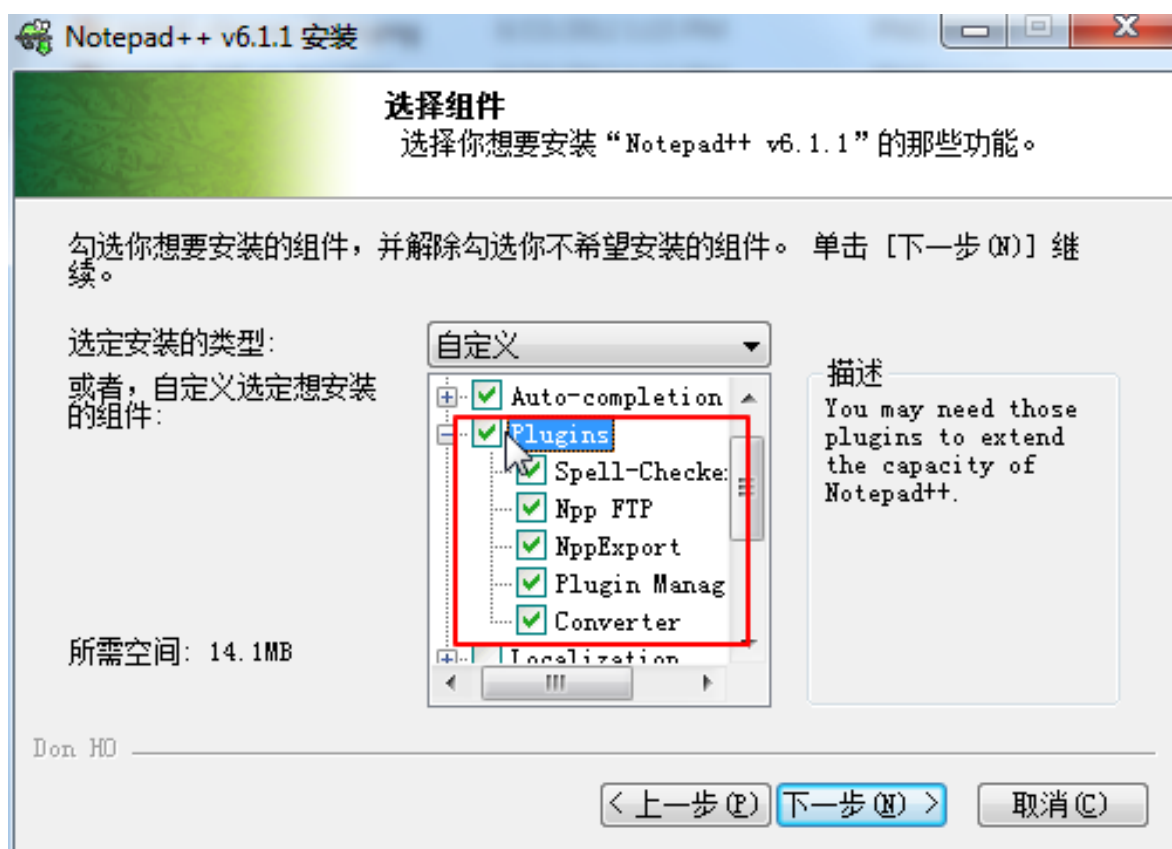 Notepad++ v6.1.1 安装
选择组件
选择你想要安装“Notepad++ v6.1.1”的那些功能。
勾选你想要安装的组件，并解除勾选你不希望安装的组件。 单击 [下一步(N)] 继
续。
选定安装的类型:
自定义
或者，自定义选定想安装
的组件:
Auto-completion
Plugins
Spell-Checke
Npp FTP
NppExport
Plugin Manag
Converter
Localization
描述
You may need those
plugins to extend
the capacity of
Notepad++.
所需空间: 14.1MB
Don HO
< 上一步(P)
下一步(N) >
取消(C)